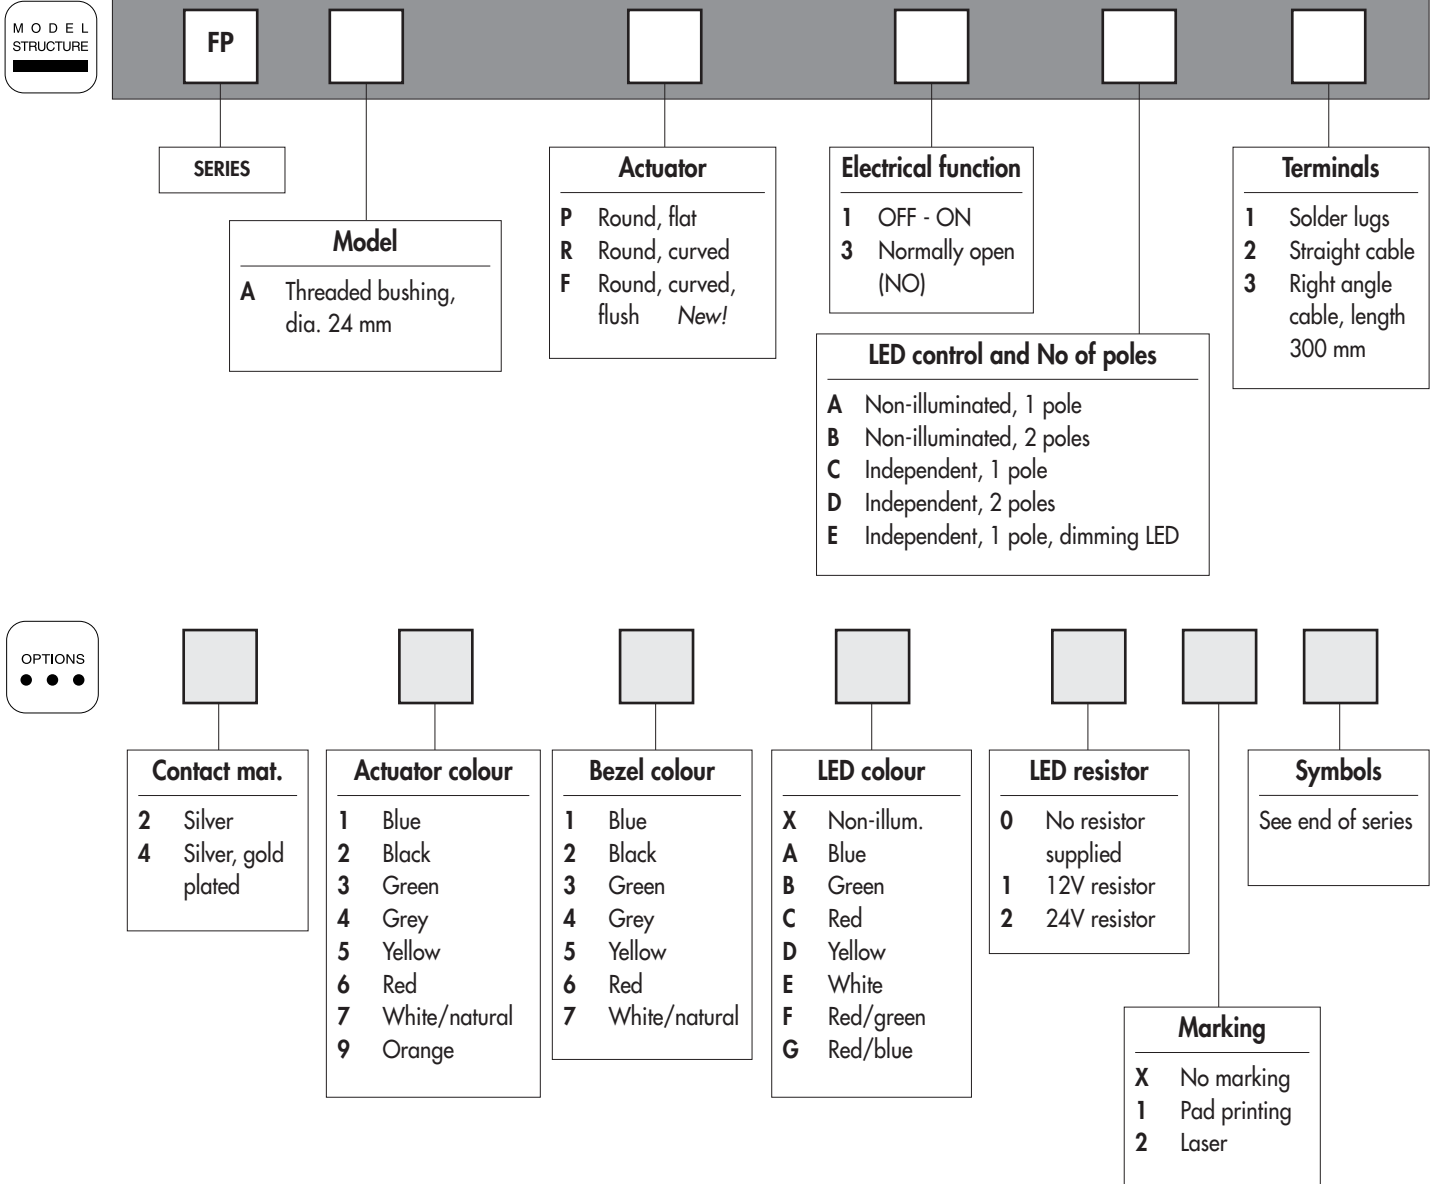 MODEL
STRUCTURE
FP
SERIES
Model
A Threaded bushing,
dia. 24 mm
Actuator
P Round, flat
R Round, curved
F Round, curved,
flush New!
Electrical function
1 OFF - ON
3 Normally open
(NO)
LED control and No of poles
A Non-illuminated, 1 pole
B Non-illuminated, 2 poles
C Independent, 1 pole
D Independent, 2 poles
E Independent, 1 pole, dimming LED
Terminals
1 Solder lugs
2 Straight cable
3 Right angle
cable, length
300 mm
OPTIONS
Contact mat.
2 Silver
4 Silver, gold
plated
Actuator colour
1 Blue
2 Black
3 Green
4 Grey
5 Yellow
6 Red
7 White/natural
9 Orange
Bezel colour
1 Blue
2 Black
3 Green
4 Grey
5 Yellow
6 Red
7 White/natural
LED colour
X Non-illum.
A Blue
B Green
C Red
D Yellow
E White
F Red/green
G Red/blue
LED resistor
0 No resistor
supplied
1 12V resistor
2 24V resistor
Marking
X No marking
1 Pad printing
2 Laser
Symbols
See end of series